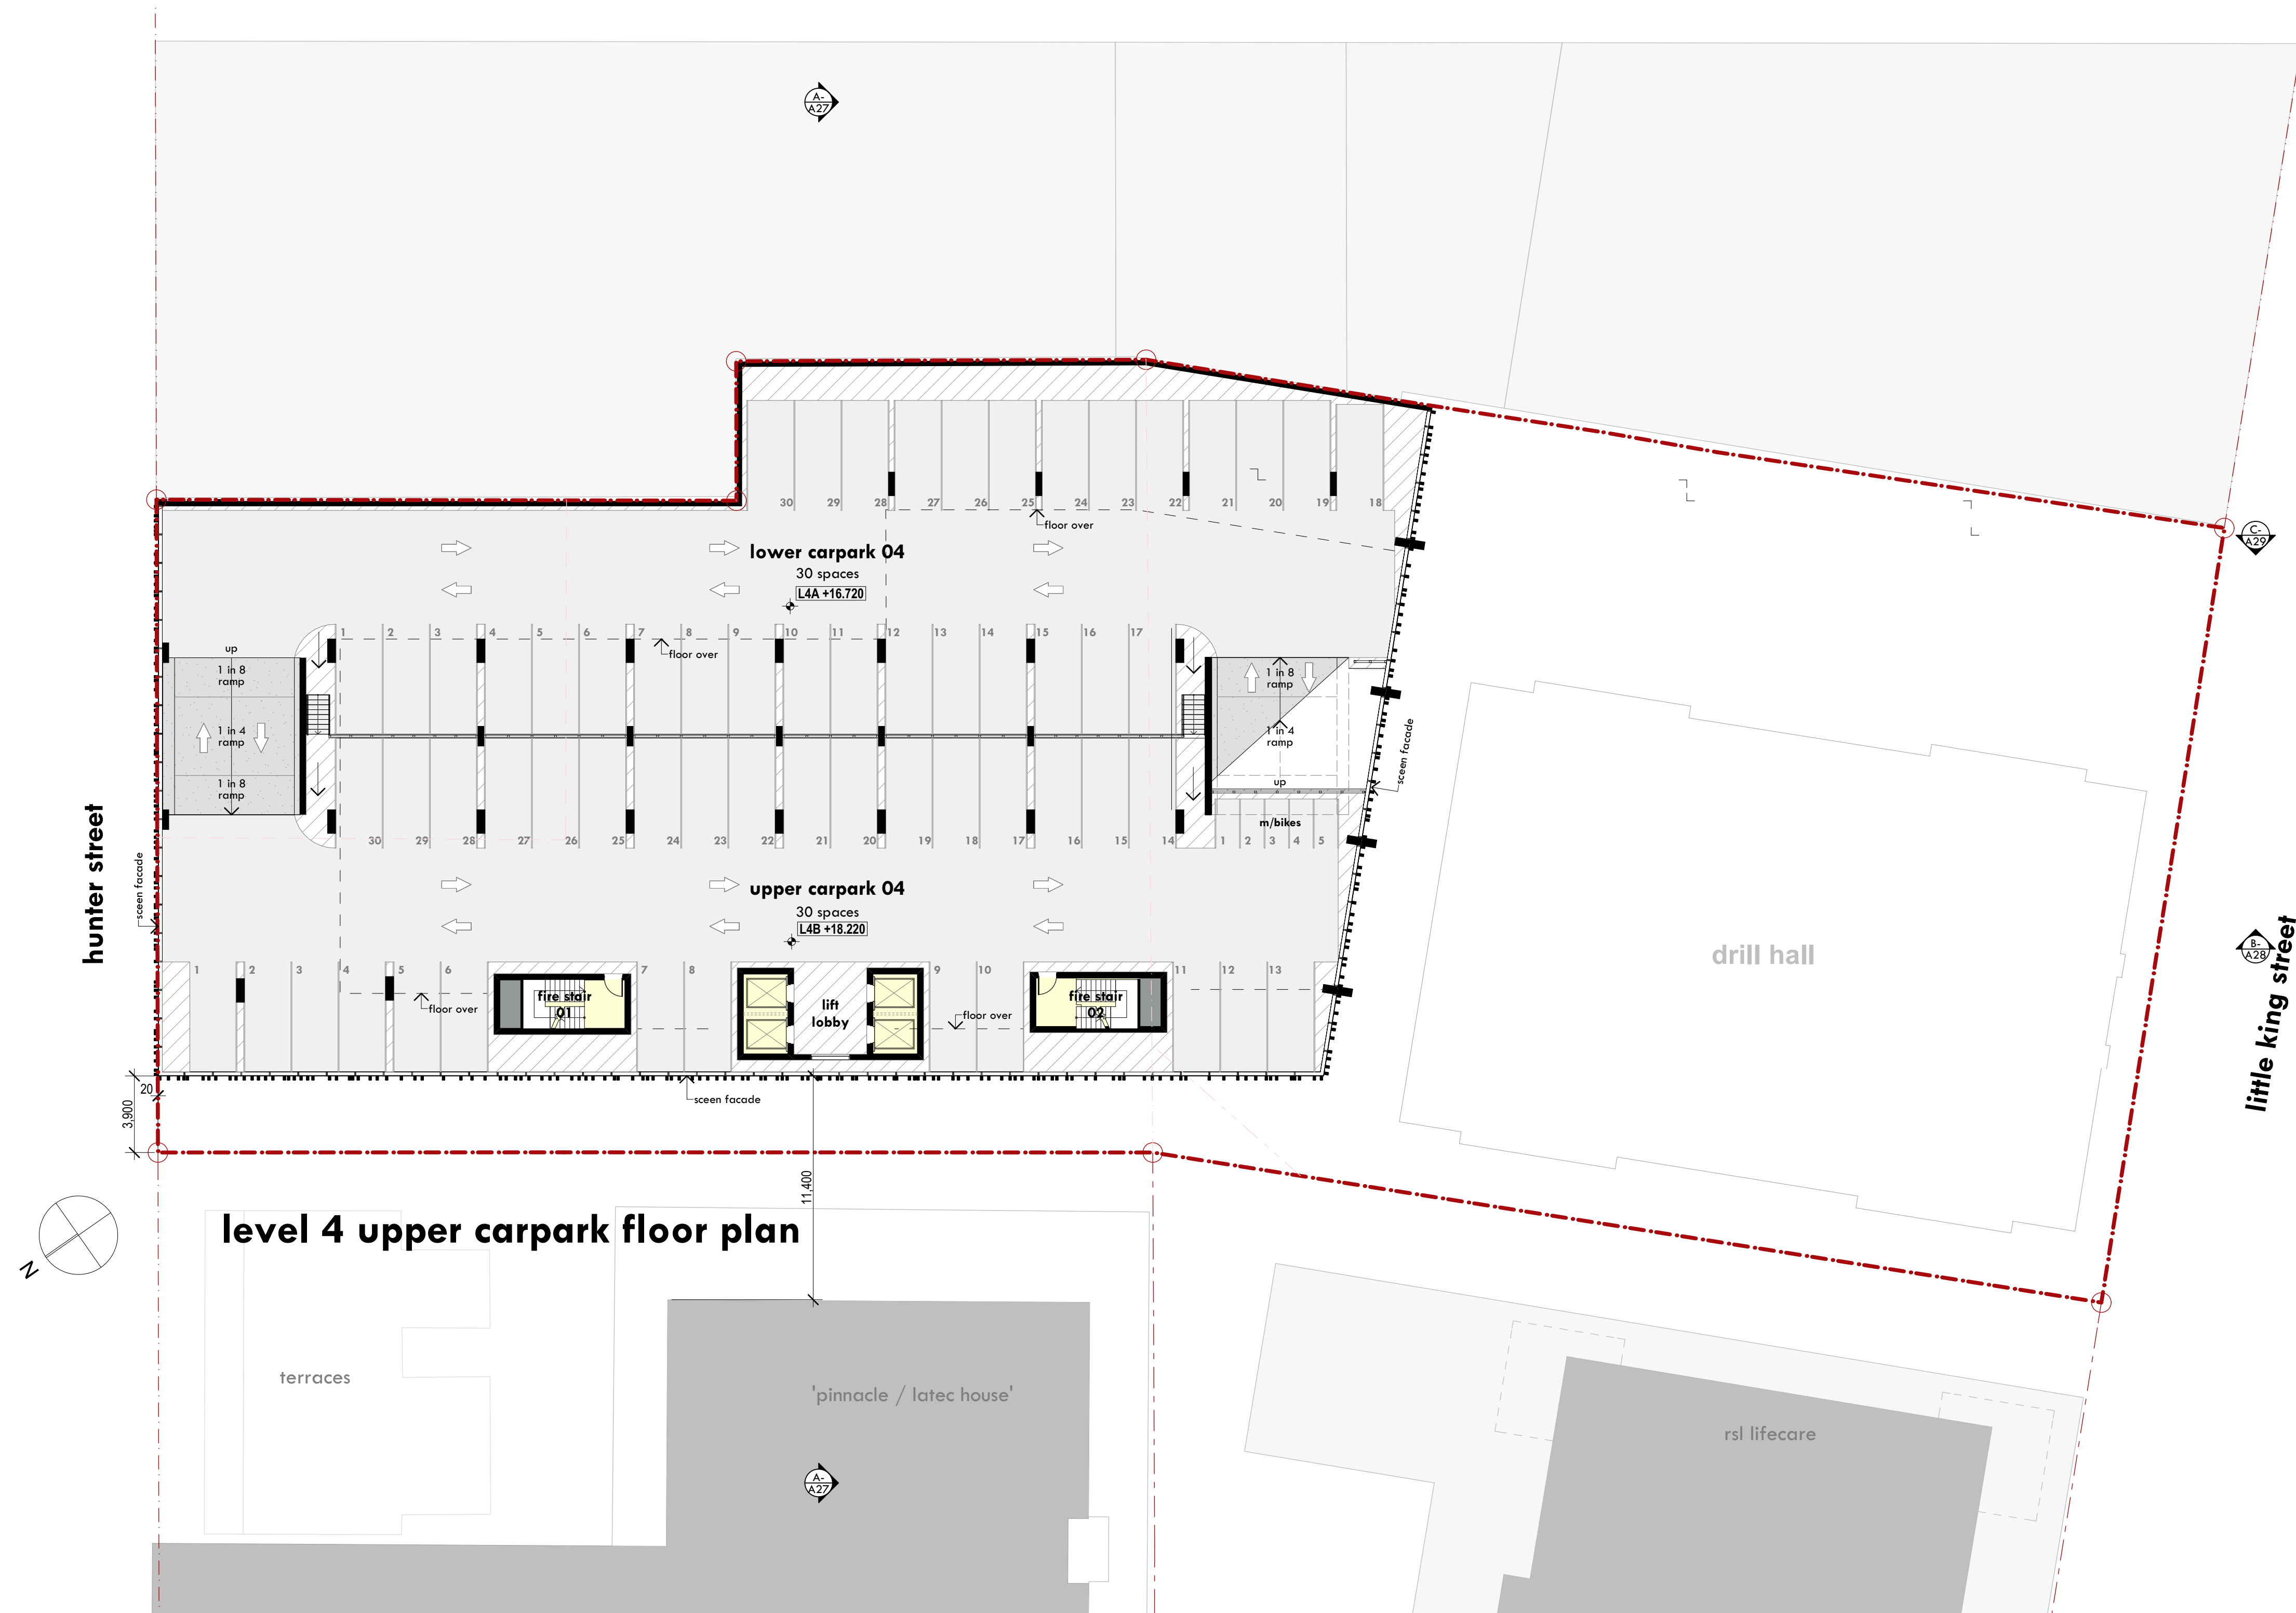 A-
A27
30 29 28 27 26 25 24 23 22 21 20 19 18
floor over
lower carpark 04
30 spaces
L4A +16.720
C-
A29
1 2 3 4 5 6 7 8 9 10 11 12 13 14 15 16 17
floor over
up
1 in 8
ramp
1 in 4
ramp
1 in 8
ramp
1 in 8
ramp
1 in 4
ramp
up
sceen facade
m/bikes
1 2 3 4 5
30 29 28 27 26 25 24 23 22 21 20 19 18 17 16 15 14
hunter street
sceen facade
upper carpark 04
30 spaces
L4B +18.220
drill hall
B-
A28
little king street
1 2 3 4 5 6 7 8 9 10 11 12 13
floor over
fire stair
01
lift
lobby
floor over
fire stair
02
20
3,900
sceen facade
11,400
N
level 4 upper carpark floor plan
terraces
'pinnacle / latec house'
rsl lifecare
A-
A27